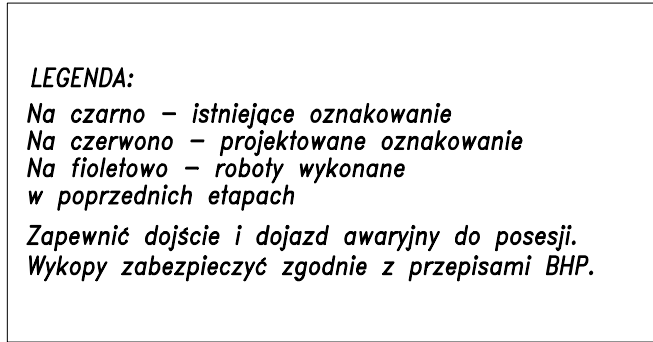 LEGENDA:
Na czarno – istniejące oznakowanie
Na czerwono – projektowane oznakowanie
Na fioletowo – roboty wykonane
w poprzednich etapach
Zapewnić dojście i dojazd awaryjny do posesji.
Wykopy zabezpieczyć zgodnie z przepisami BHP.